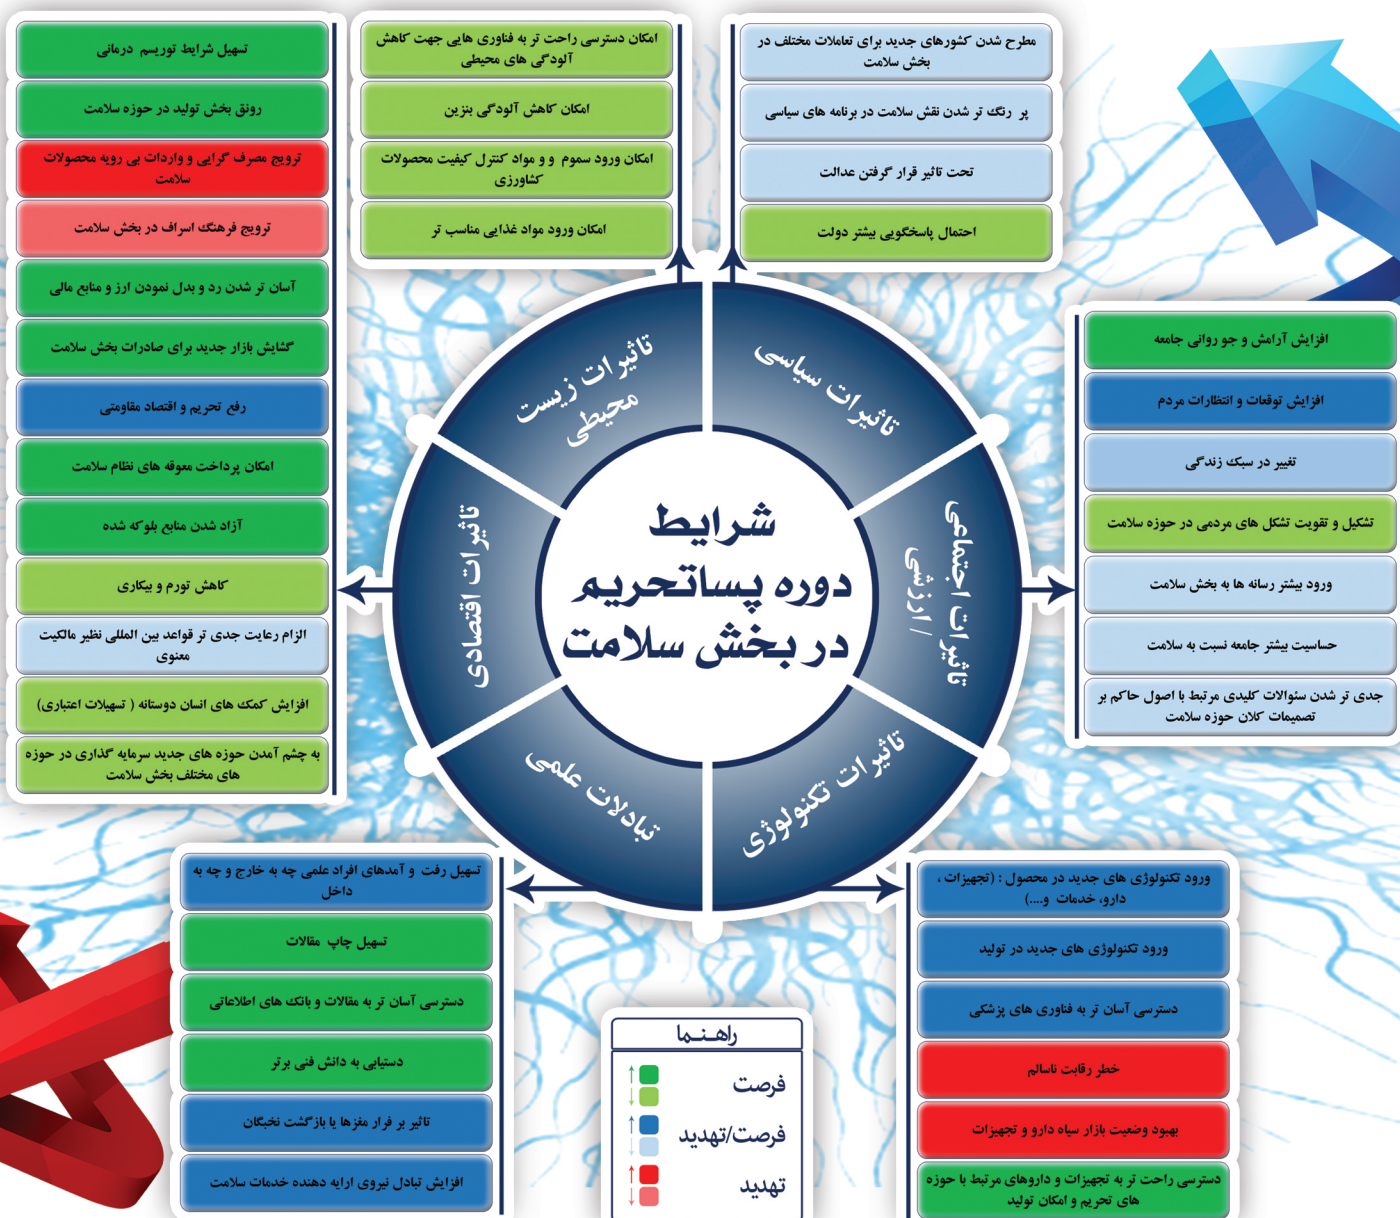 مطرح شدن کشورهای جدید برای تعاملات مختلف در
بخش سلامت
پر رنگ تر شدن نقش سلامت در برنامه های سیاسی
تحت تاثیر قرار گرفتن عدالت
احتمال پاسخگویی بیشتر دولت
امکان دسترسی راحت تر به فناوری هایی جهت کاهش
آلودگی های محیطی
امکان کاهش آلودگی بنزین
امکان ورود سموم و و مواد کنترل کیفیت محصولات
کشاورزی
امکان ورود مواد غذایی مناسب تر
تسهیل شرایط توریسم درمانی
رونق بخش تولید در حوزه سلامت
ترویج مصرف گرایی و واردات بی رویه محصولات
سلامت
ترویج فرهنگ اسراف در بخش سلامت
آسان تر شدن رد و بدل نمودن ارز و منابع مالی
گشایش بازار جدید برای صادرات بخش سلامت
رفع تحریم و اقتصاد مقاومتی
امکان پرداخت معوقه های نظام سلامت
آزاد شدن منابع بلوکه شده
کاهش تورم و بیکاری
الزام رعایت جدی تر قواعد بین المللی نظیر مالکیت
معنوی
افزایش کمک های انسان دوستانه ( تسهیلات اعتباری)
به چشم آمدن حوزه های جدید سرمایه گذاری در حوزه
های مختلف بخش سلامت
افزایش آرامش و جو روانی جامعه
افزایش توقعات و انتظارات مردم
تغییر در سبک زندگی
تشکیل و تقویت تشکل های مردمی در حوزه سلامت
ورود بیشتر رسانه ها به بخش سلامت
حساسیت بیشتر جامعه نسبت به سلامت
جدی تر شدن سئوالات کلیدی مرتبط با اصول حاکم بر
تصمیمات کلان حوزه سلامت
تاثیرات سیاسی
تاثیرات زیست
محیطی
تاثیرات اجتماعی
/ ارزشی
تاثیرات اقتصادی
شرایط
دوره پساتحریم
در بخش سلامت
تاثیرات تکنولوژی
تبادلات علمی
ورود تکنولوژی های جدید در محصول : (تجهیزات ،
دارو، خدمات و....)
ورود تکنولوژی های جدید در تولید
دسترسی آسان تر به فناوری های پزشکی
خطر رقابت ناسالم
بهبود وضعیت بازار سیاه دارو و تجهیزات
دسترسی راحت تر به تجهیزات و داروهای مرتبط با حوزه
های تحریم و امکان تولید
تسهیل رفت و آمدهای افراد علمی چه به خارج و چه به
داخل
تسهیل چاپ مقالات
دسترسی آسان تر به مقالات و بانک های اطلاعاتی
دستیابی به دانش فنی برتر
تاثیر بر فرار مغزها یا بازگشت نخبگان
افزایش تبادل نیروی ارایه دهنده خدمات سلامت
راهنما
فرصت
فرصت/تهدید
تهدید